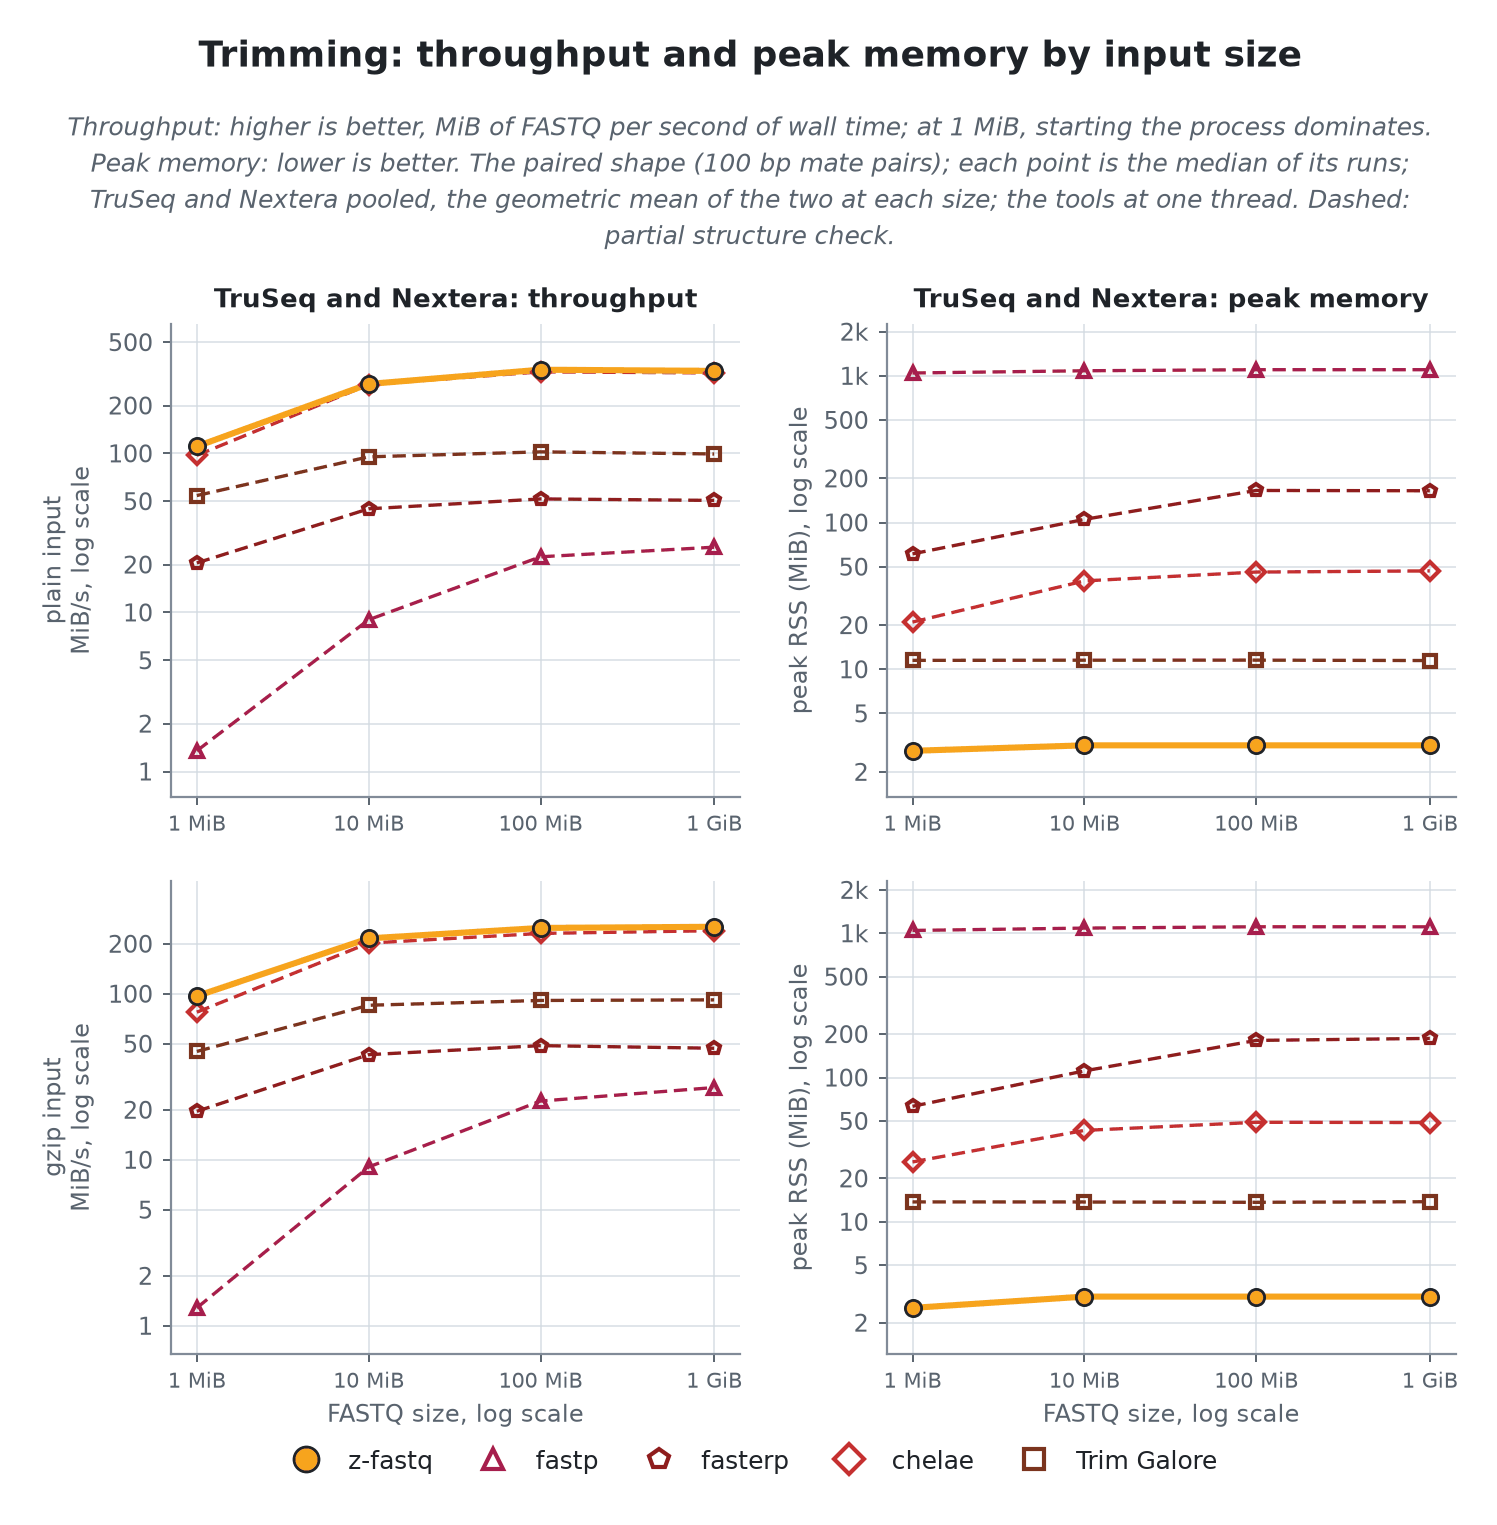 Trimming: throughput and peak memory by input size
Throughput: higher is better, MiB of FASTQ per second of wall time; at 1 MiB, starting the process dominates.
Peak memory: lower is better. The paired shape (100 bp mate pairs); each point is the median of its runs;
TruSeq and Nextera pooled, the geometric mean of the two at each size; the tools at one thread. Dashed:
partial structure check.
TruSeq and Nextera: throughput
plain input
MiB/s, log scale
500
200
100
50
20
10
5
2
1
1 MiB
10 MiB
100 MiB
1 GiB
TruSeq and Nextera: peak memory
peak RSS (MiB), log scale
2k
1k
500
200
100
50
20
10
5
2
1 MiB
10 MiB
100 MiB
1 GiB
gzip input
MiB/s, log scale
200
100
50
20
10
5
2
1
1 MiB
10 MiB
100 MiB
1 GiB
FASTQ size, log scale
peak RSS (MiB), log scale
2k
1k
500
200
100
50
20
10
5
2
1 MiB
10 MiB
100 MiB
1 GiB
FASTQ size, log scale
z-fastq
fastp
fasterp
chelae
Trim Galore